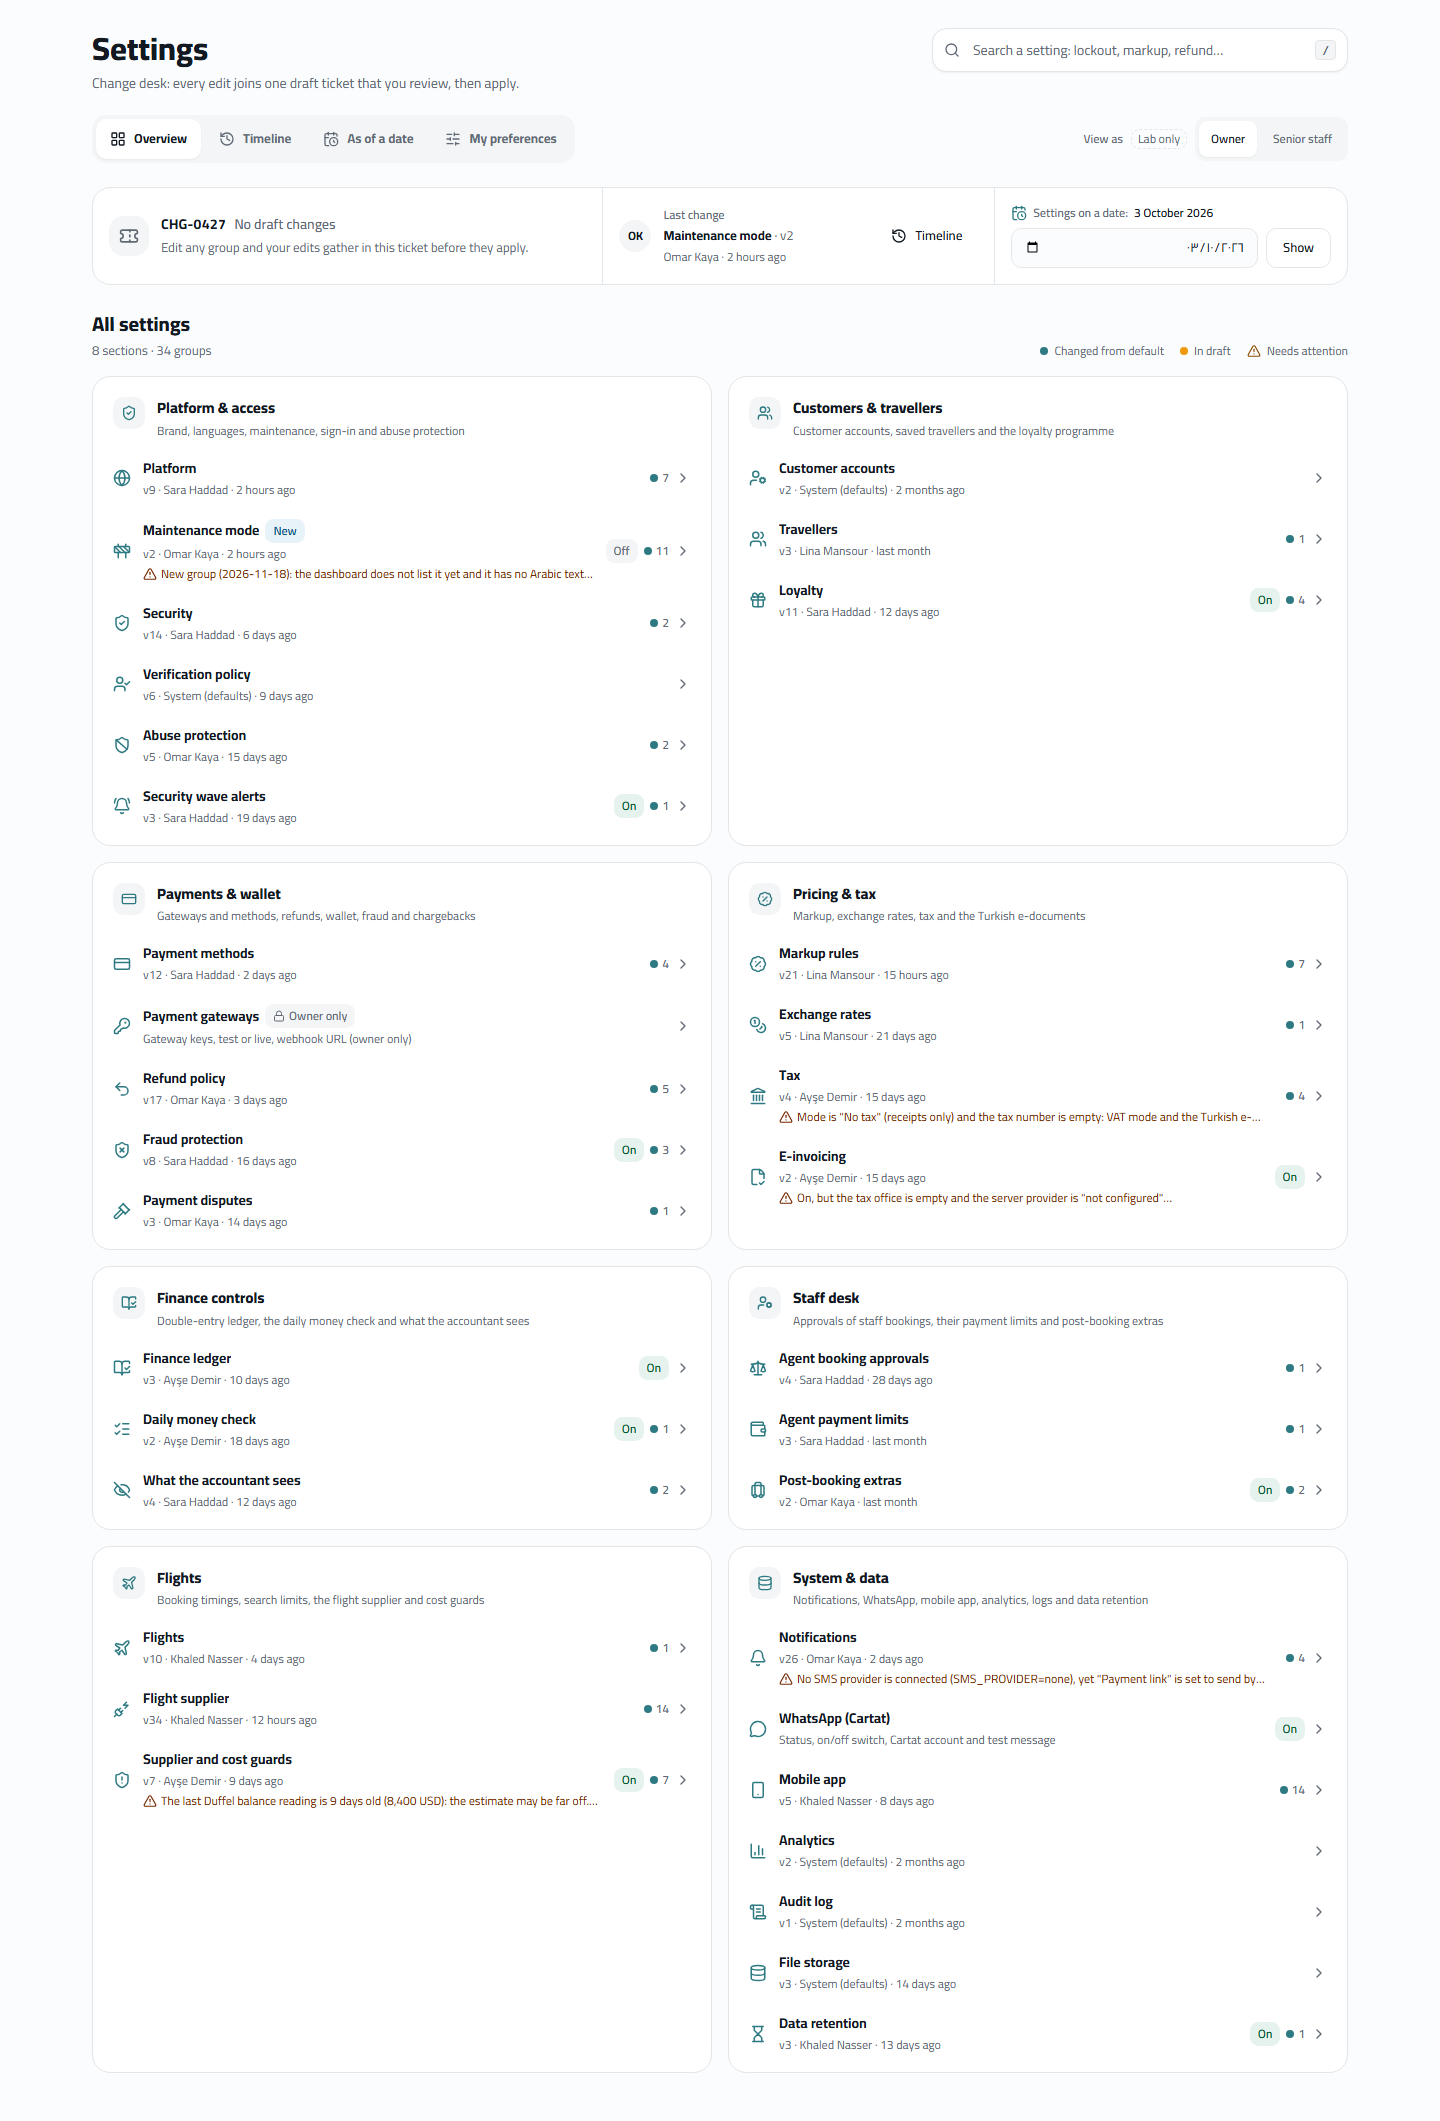 Settings
Search a setting: lockout, markup, refund... /
Change desk: every edit joins one draft ticket that you review, then apply.
Overview Timeline As of a date My preferences
View as Lab only Owner Senior staff
CHG-0427 No draft changes
Edit any group and your edits gather in this ticket before they apply.
OK
Last change
Maintenance mode · v2
Omar Kaya · 2 hours ago
Timeline
Settings on a date: 3 October 2026
٠٣/١٠/٢٠٢٦
Show
All settings
8 sections · 34 groups
Changed from default In draft Needs attention
Platform & access
Brand, languages, maintenance, sign-in and abuse protection
Platform
v9 · Sara Haddad · 2 hours ago
7
Maintenance mode New
v2 · Omar Kaya · 2 hours ago
Off 11
New group (2026-11-18): the dashboard does not list it yet and it has no Arabic text...
Security
v14 · Sara Haddad · 6 days ago
2
Verification policy
v6 · System (defaults) · 9 days ago
Abuse protection
v5 · Omar Kaya · 15 days ago
2
Security wave alerts
v3 · Sara Haddad · 19 days ago
On 1
Customers & travellers
Customer accounts, saved travellers and the loyalty programme
Customer accounts
v2 · System (defaults) · 2 months ago
Travellers
v3 · Lina Mansour · last month
1
Loyalty
v11 · Sara Haddad · 12 days ago
On 4
Payments & wallet
Gateways and methods, refunds, wallet, fraud and chargebacks
Payment methods
v12 · Sara Haddad · 2 days ago
4
Payment gateways Owner only
Gateway keys, test or live, webhook URL (owner only)
Refund policy
v17 · Omar Kaya · 3 days ago
5
Fraud protection
v8 · Sara Haddad · 16 days ago
On 3
Payment disputes
v3 · Omar Kaya · 14 days ago
1
Pricing & tax
Markup, exchange rates, tax and the Turkish e-documents
Markup rules
v21 · Lina Mansour · 15 hours ago
7
Exchange rates
v5 · Lina Mansour · 21 days ago
1
Tax
v4 · Ayşe Demir · 15 days ago
4
Mode is "No tax" (receipts only) and the tax number is empty: VAT mode and the Turkish e-...
E-invoicing
v2 · Ayşe Demir · 15 days ago
On
On, but the tax office is empty and the server provider is "not configured"...
Finance controls
Double-entry ledger, the daily money check and what the accountant sees
Finance ledger
v3 · Ayşe Demir · 10 days ago
On
Daily money check
v2 · Ayşe Demir · 18 days ago
On 1
What the accountant sees
v4 · Sara Haddad · 12 days ago
2
Staff desk
Approvals of staff bookings, their payment limits and post-booking extras
Agent booking approvals
v4 · Sara Haddad · 28 days ago
1
Agent payment limits
v3 · Sara Haddad · last month
1
Post-booking extras
v2 · Omar Kaya · last month
On 2
Flights
Booking timings, search limits, the flight supplier and cost guards
Flights
v10 · Khaled Nasser · 4 days ago
1
Flight supplier
v34 · Khaled Nasser · 12 hours ago
14
Supplier and cost guards
v7 · Ayşe Demir · 9 days ago
On 7
The last Duffel balance reading is 9 days old (8,400 USD): the estimate may be far off....
System & data
Notifications, WhatsApp, mobile app, analytics, logs and data retention
Notifications
v26 · Omar Kaya · 2 days ago
4
No SMS provider is connected (SMS_PROVIDER=none), yet "Payment link" is set to send by...
WhatsApp (Cartat)
Status, on/off switch, Cartat account and test message
On
Mobile app
v5 · Khaled Nasser · 8 days ago
14
Analytics
v2 · System (defaults) · 2 months ago
Audit log
v1 · System (defaults) · 2 months ago
File storage
v3 · System (defaults) · 14 days ago
Data retention
v3 · Khaled Nasser · 13 days ago
On 1